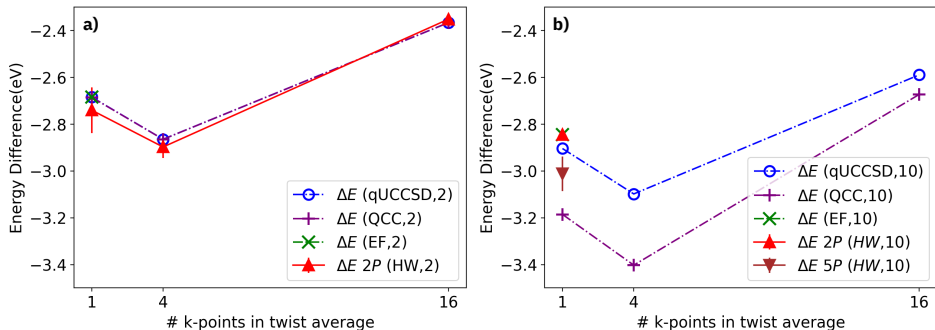 a)
Energy Difference(eV)
−2.4
−2.6
−2.8
−3.0
−3.2
−3.4
1
4
16
# k-points in twist average
ΔE (qUCCSD,2)
ΔE (QCC,2)
ΔE (EF,2)
ΔE 2P (HW,2)
b)
Energy Difference(eV)
−2.4
−2.6
−2.8
−3.0
−3.2
−3.4
1
4
16
# k-points in twist average
ΔE (qUCCSD,10)
ΔE (QCC,10)
ΔE (EF,10)
ΔE 2P (HW,10)
ΔE 5P (HW,10)